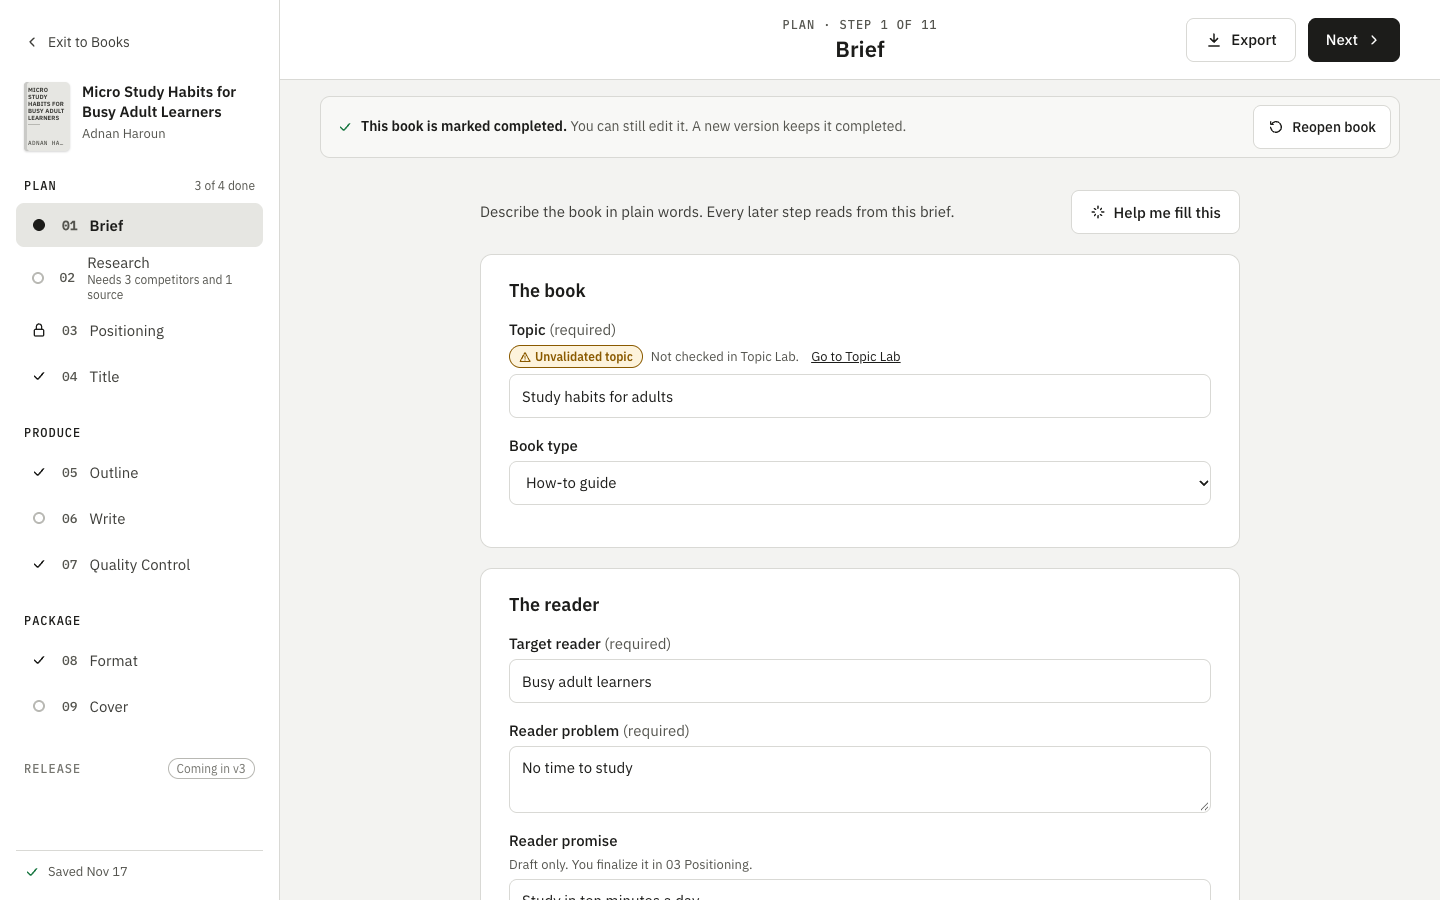 Exit to Books
MICRO
STUDY
HABITS FOR
BUSY ADULT
LEARNERS
ADNAN HA…
Micro Study Habits for
Busy Adult Learners
Adnan Haroun
PLAN
3 of 4 done
01 Brief
02 Research
Needs 3 competitors and 1
source
03 Positioning
04 Title
PRODUCE
05 Outline
06 Write
07 Quality Control
PACKAGE
08 Format
09 Cover
RELEASE
Coming in v3
Saved Nov 17
PLAN · STEP 1 OF 11
Brief
Export
Next
This book is marked completed. You can still edit it. A new version keeps it completed.
Reopen book
Describe the book in plain words. Every later step reads from this brief.
Help me fill this
The book
Topic (required)
Unvalidated topic Not checked in Topic Lab. Go to Topic Lab
Study habits for adults
Book type
How-to guide
The reader
Target reader (required)
Busy adult learners
Reader problem (required)
No time to study
Reader promise
Draft only. You finalize it in 03 Positioning.
Study in ten minutes a day